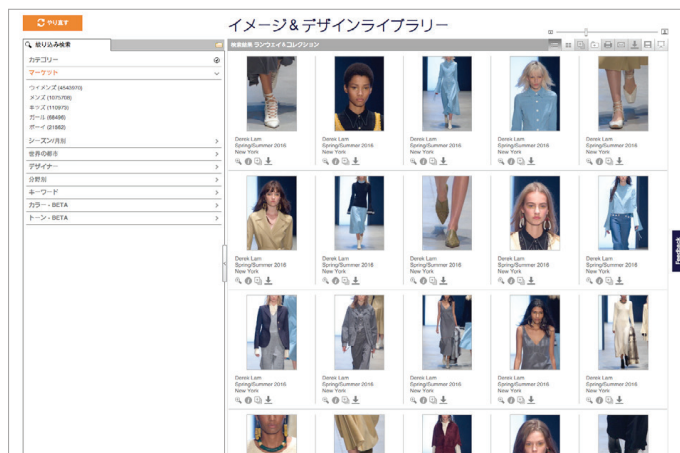 やり直す
イメージ＆デザインライブラリー
絞り込み検索
検索結果 ランウェイ&コレクション
カテゴリー
マーケット
ウィメンズ (4543970)
メンズ (1075709)
キッズ (110975)
ガール (68498)
ボーイ (21863)
シーズン/月別
世界の都市
デザイナー
分野別
キーワード
カラー - BETA
トーン - BETA
Derek Lam
Spring/Summer 2016
New York
Derek Lam
Spring/Summer 2016
New York
Derek Lam
Spring/Summer 2016
New York
Derek Lam
Spring/Summer 2016
New York
Derek Lam
Spring/Summer 2016
New York
Derek Lam
Spring/Summer 2016
New York
Derek Lam
Spring/Summer 2016
New York
Derek Lam
Spring/Summer 2016
New York
Derek Lam
Spring/Summer 2016
New York
Derek Lam
Spring/Summer 2016
New York
Derek Lam
Spring/Summer 2016
New York
Derek Lam
Spring/Summer 2016
New York
Derek Lam
Spring/Summer 2016
New York
Derek Lam
Spring/Summer 2016
New York
Derek Lam
Spring/Summer 2016
New York
Feedback